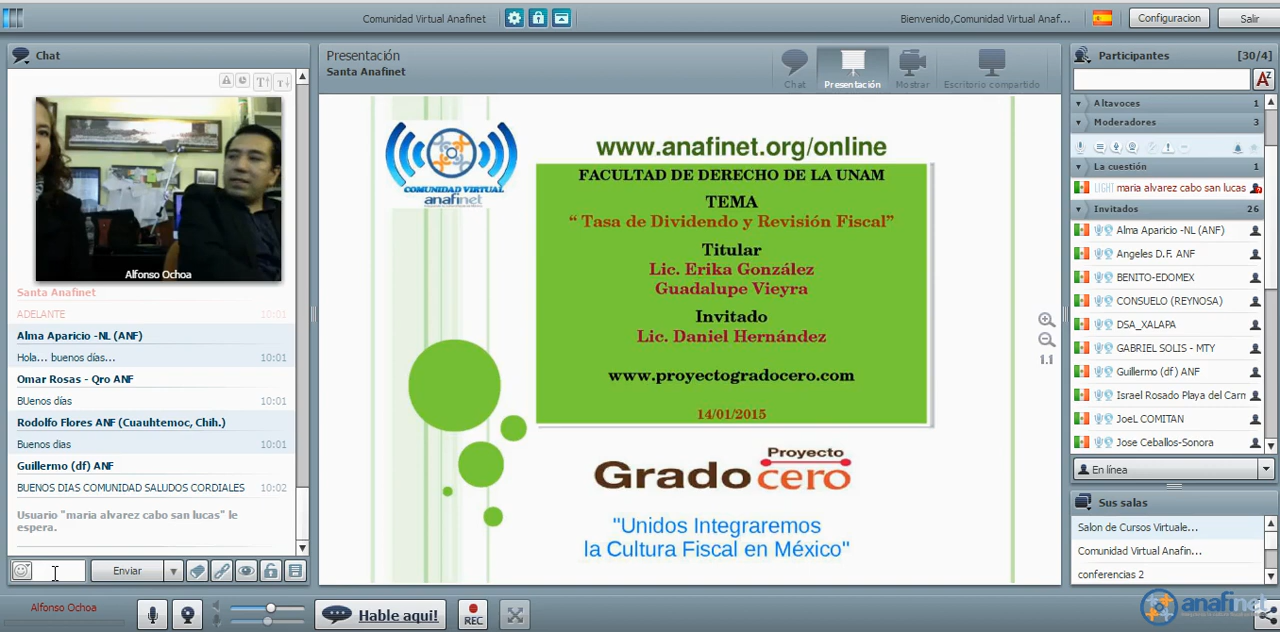 Comunidad Virtual Anafinet
Bienvenido,Comunidad Virtual Anaf...
Configuracion
Salir
Chat
Alfonso Ochoa
Santa Anafinet
ADELANTE 10:01
Alma Aparicio -NL (ANF)
Hola... buenos días... 10:01
Omar Rosas - Qro ANF
BUenos días 10:01
Rodolfo Flores ANF (Cuauhtemoc, Chih.)
Buenos dias 10:01
Guillermo (df) ANF
BUENOS DIAS COMUNIDAD SALUDOS CORDIALES 10:02
Usuario "maria alvarez cabo san lucas" le
espera.
Enviar
Alfonso Ochoa
Hable aqui!
REC
Presentación
Santa Anafinet
Chat
Presentación
Mostrar
Escritorio compartido
COMUNIDAD VIRTUAL
anafinet
www.anafinet.org/online
FACULTAD DE DERECHO DE LA UNAM
TEMA
“ Tasa de Dividendo y Revisión Fiscal”
Titular
Lic. Erika González
Guadalupe Vieyra
Invitado
Lic. Daniel Hernández
www.proyectogradocero.com
14/01/2015
Proyecto
Grado cero
"Unidos Integraremos
la Cultura Fiscal en México"
1.1
Participantes [30/4]
Altavoces 1
Moderadores 3
La cuestión 1
LIGHT maria alvarez cabo san lucas
Invitados 26
Alma Aparicio -NL (ANF)
Angeles D.F. ANF
BENITO-EDOMEX
CONSUELO (REYNOSA)
DSA_XALAPA
GABRIEL SOLIS - MTY
Guillermo (df) ANF
Israel Rosado Playa del Carm
JoeL COMITAN
Jose Ceballos-Sonora
En línea
Sus salas
Salon de Cursos Virtuale...
Comunidad Virtual Anafin...
conferencias 2
anafinet